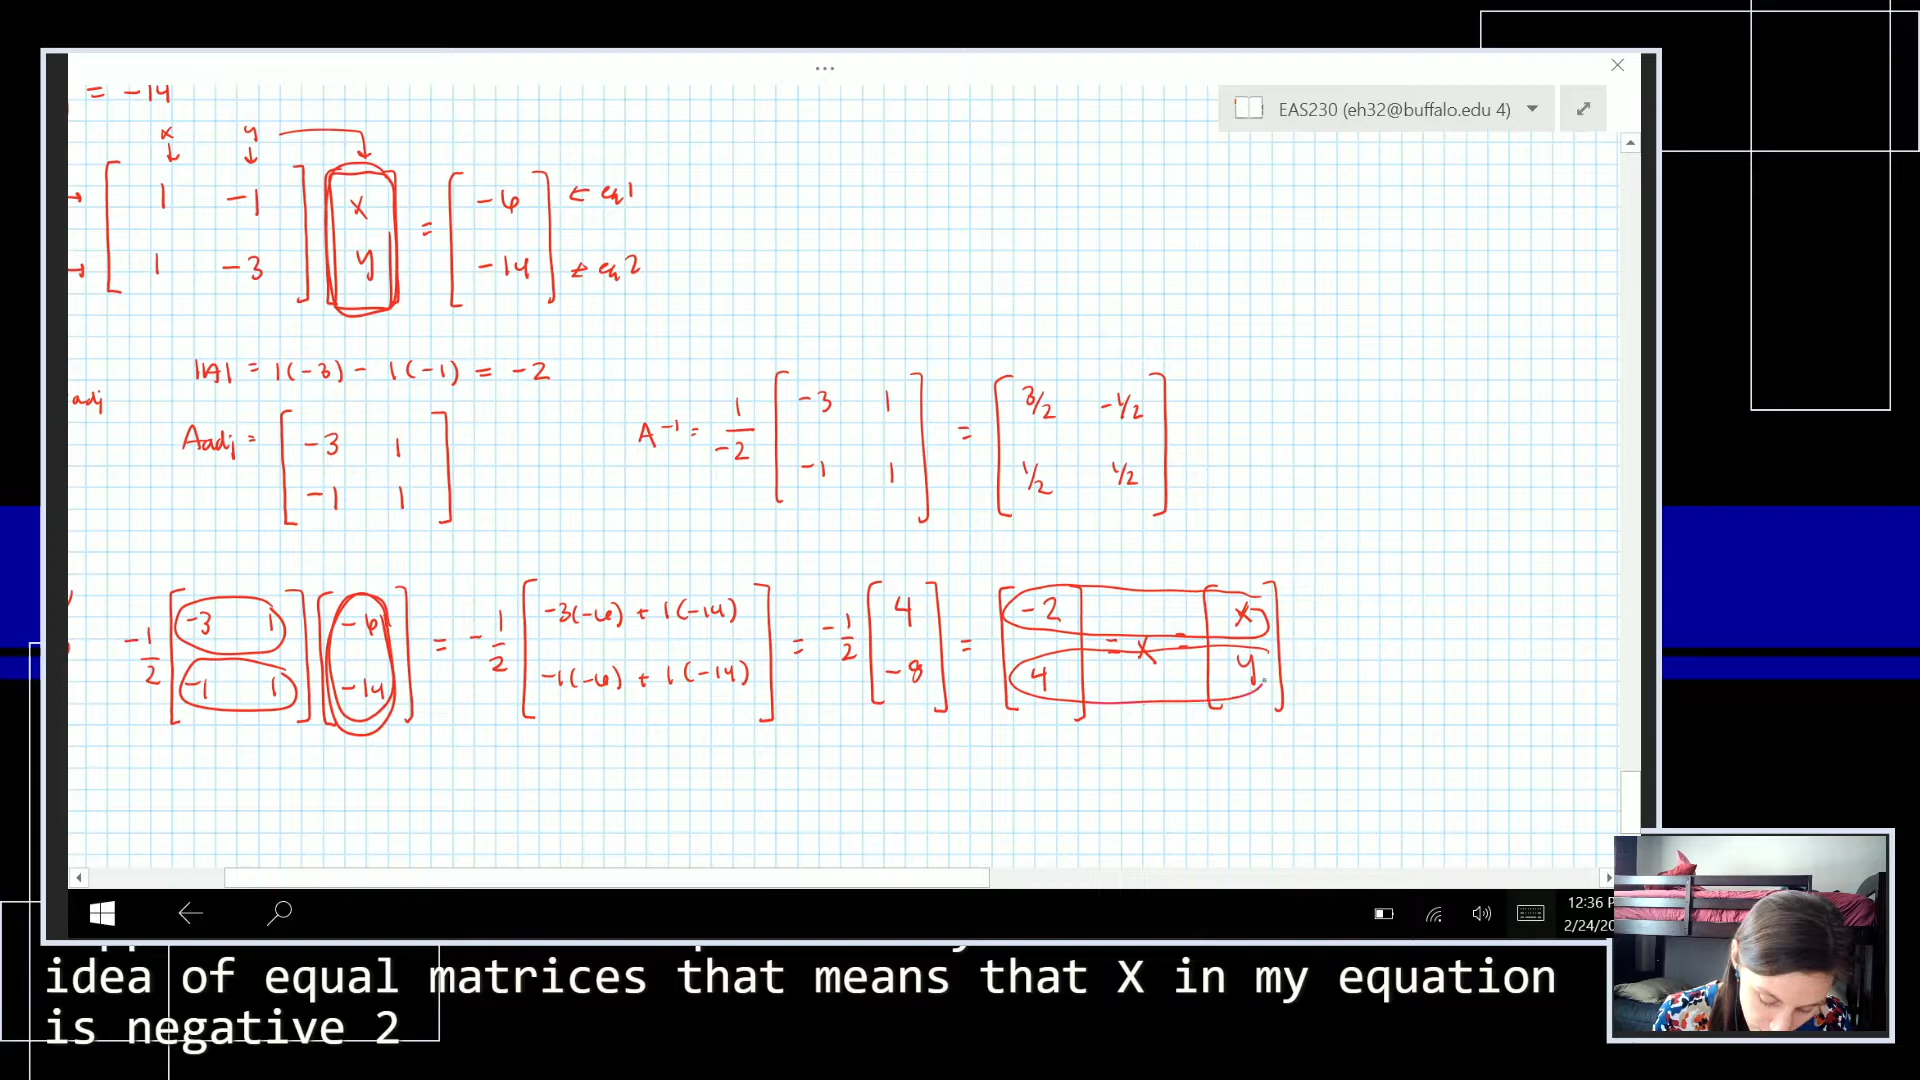 = -14
EAS230 (eh32@buffalo.edu 4)
x y
1 -1 x = -6 ← eq1
1 -3 y -14 ← eq2
|A| = 1(-3) - 1(-1) = -2
adj
Aadj = -3 1
-1 1
A⁻¹ = 1/-2 -3 1 = 3/2 -1/2
-1 1 1/2 1/2
-1/2 -3 1 -6 = -1/2 -3(-6) + 1(-14) = -1/2 4 = -2 = X = x
-1 1 -14 -1(-6) + 1(-14) -8 4 y
12:36 P
2/24/20
idea of equal matrices that means that X in my equation
is negative 2